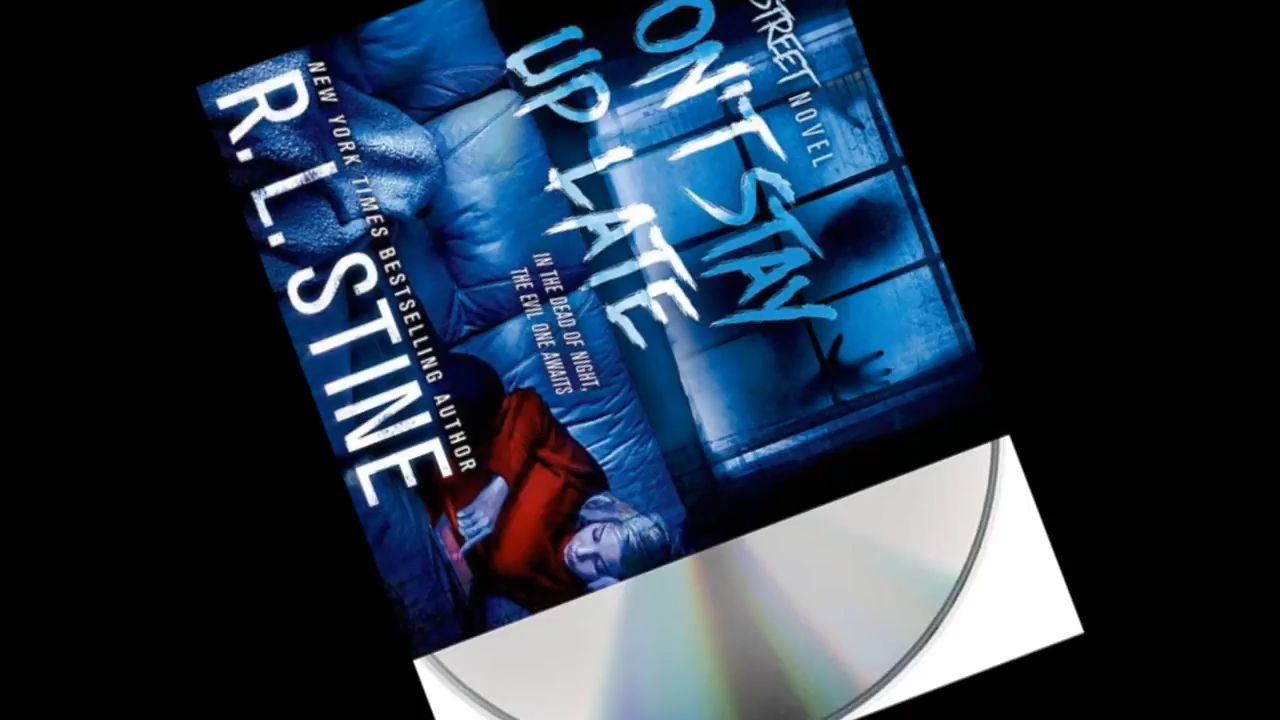 STREET NOVEL
ON'T STAY
UP LATE
IN THE DEAD OF NIGHT,
THE EVIL ONE AWAITS
NEW YORK TIMES BESTSELLING AUTHOR
R. L. STINE